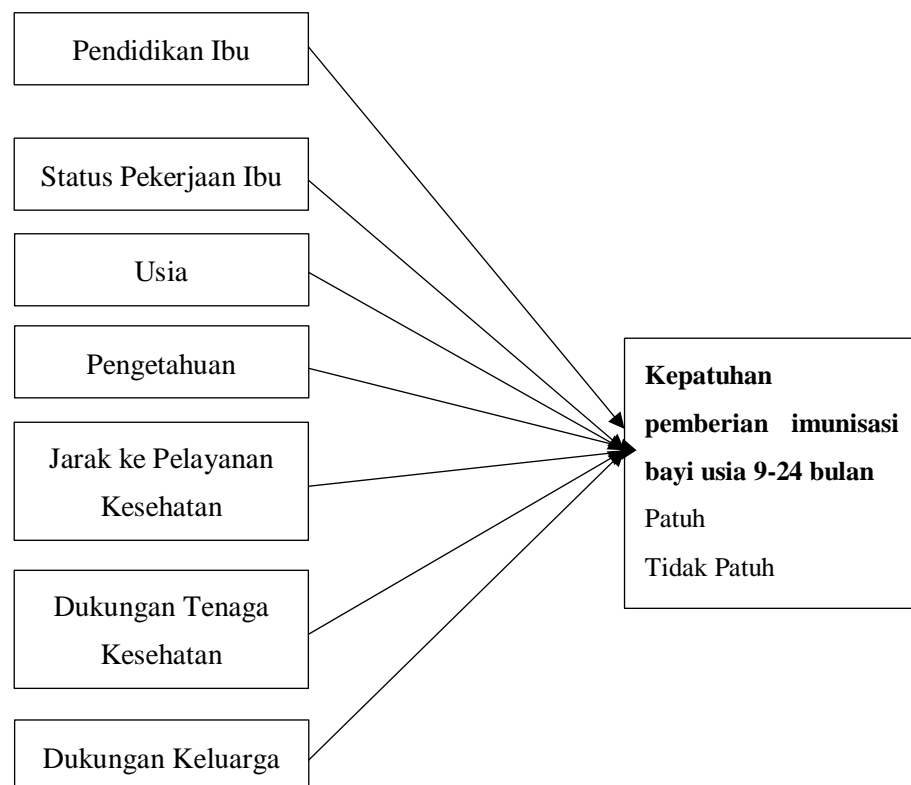 Pendidikan Ibu
Status Pekerjaan Ibu
Usia
Pengetahuan
Jarak ke Pelayanan
Kesehatan
Dukungan Tenaga
Kesehatan
Dukungan Keluarga
Kepatuhan
pemberian imunisasi
bayi usia 9-24 bulan
Patuh
Tidak Patuh